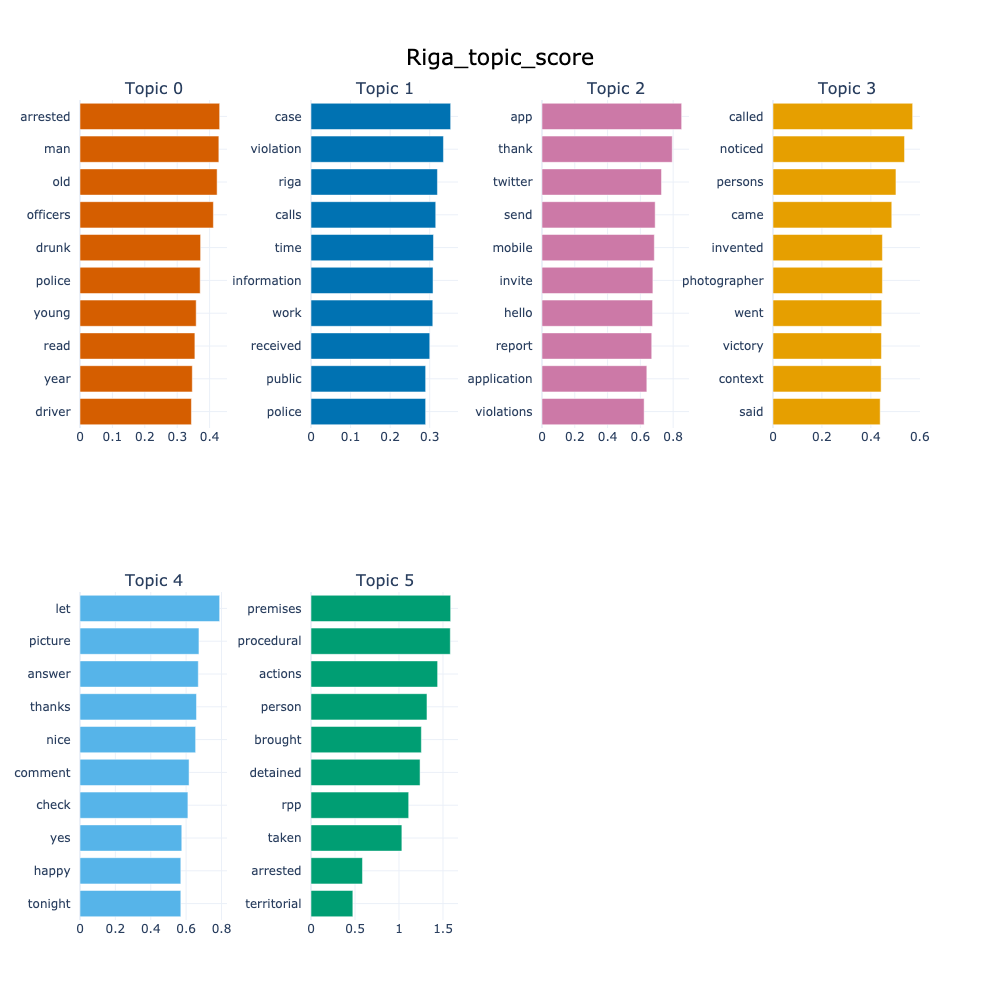 Riga_topic_score
Topic 0
arrested
man
old
officers
drunk
police
young
read
year
driver
0 0.1 0.2 0.3 0.4
Topic 1
case
violation
riga
calls
time
information
work
received
public
police
0 0.1 0.2 0.3
Topic 2
app
thank
twitter
send
mobile
invite
hello
report
application
violations
0 0.2 0.4 0.6 0.8
Topic 3
called
noticed
persons
came
invented
photographer
went
victory
context
said
0 0.2 0.4 0.6
Topic 4
let
picture
answer
thanks
nice
comment
check
yes
happy
tonight
0 0.2 0.4 0.6 0.8
Topic 5
premises
procedural
actions
person
brought
detained
rpp
taken
arrested
territorial
0 0.5 1 1.5